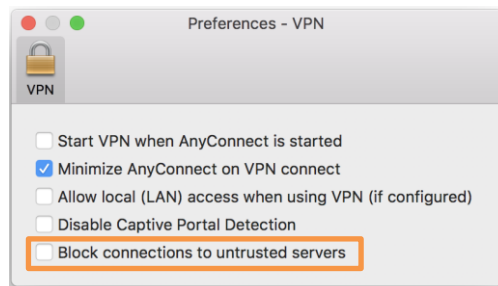 Preferences - VPN
VPN
Start VPN when AnyConnect is started
Minimize AnyConnect on VPN connect
Allow local (LAN) access when using VPN (if configured)
Disable Captive Portal Detection
Block connections to untrusted servers